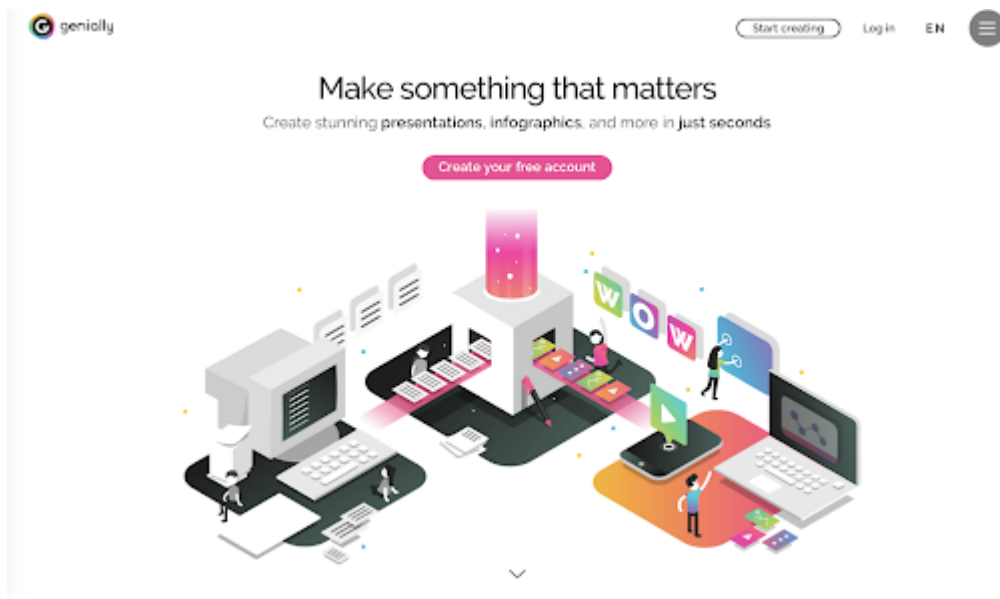 genially
Start creating
Log in
EN
Make something that matters
Create stunning presentations, infographics, and more in just seconds
Create your free account
WOW